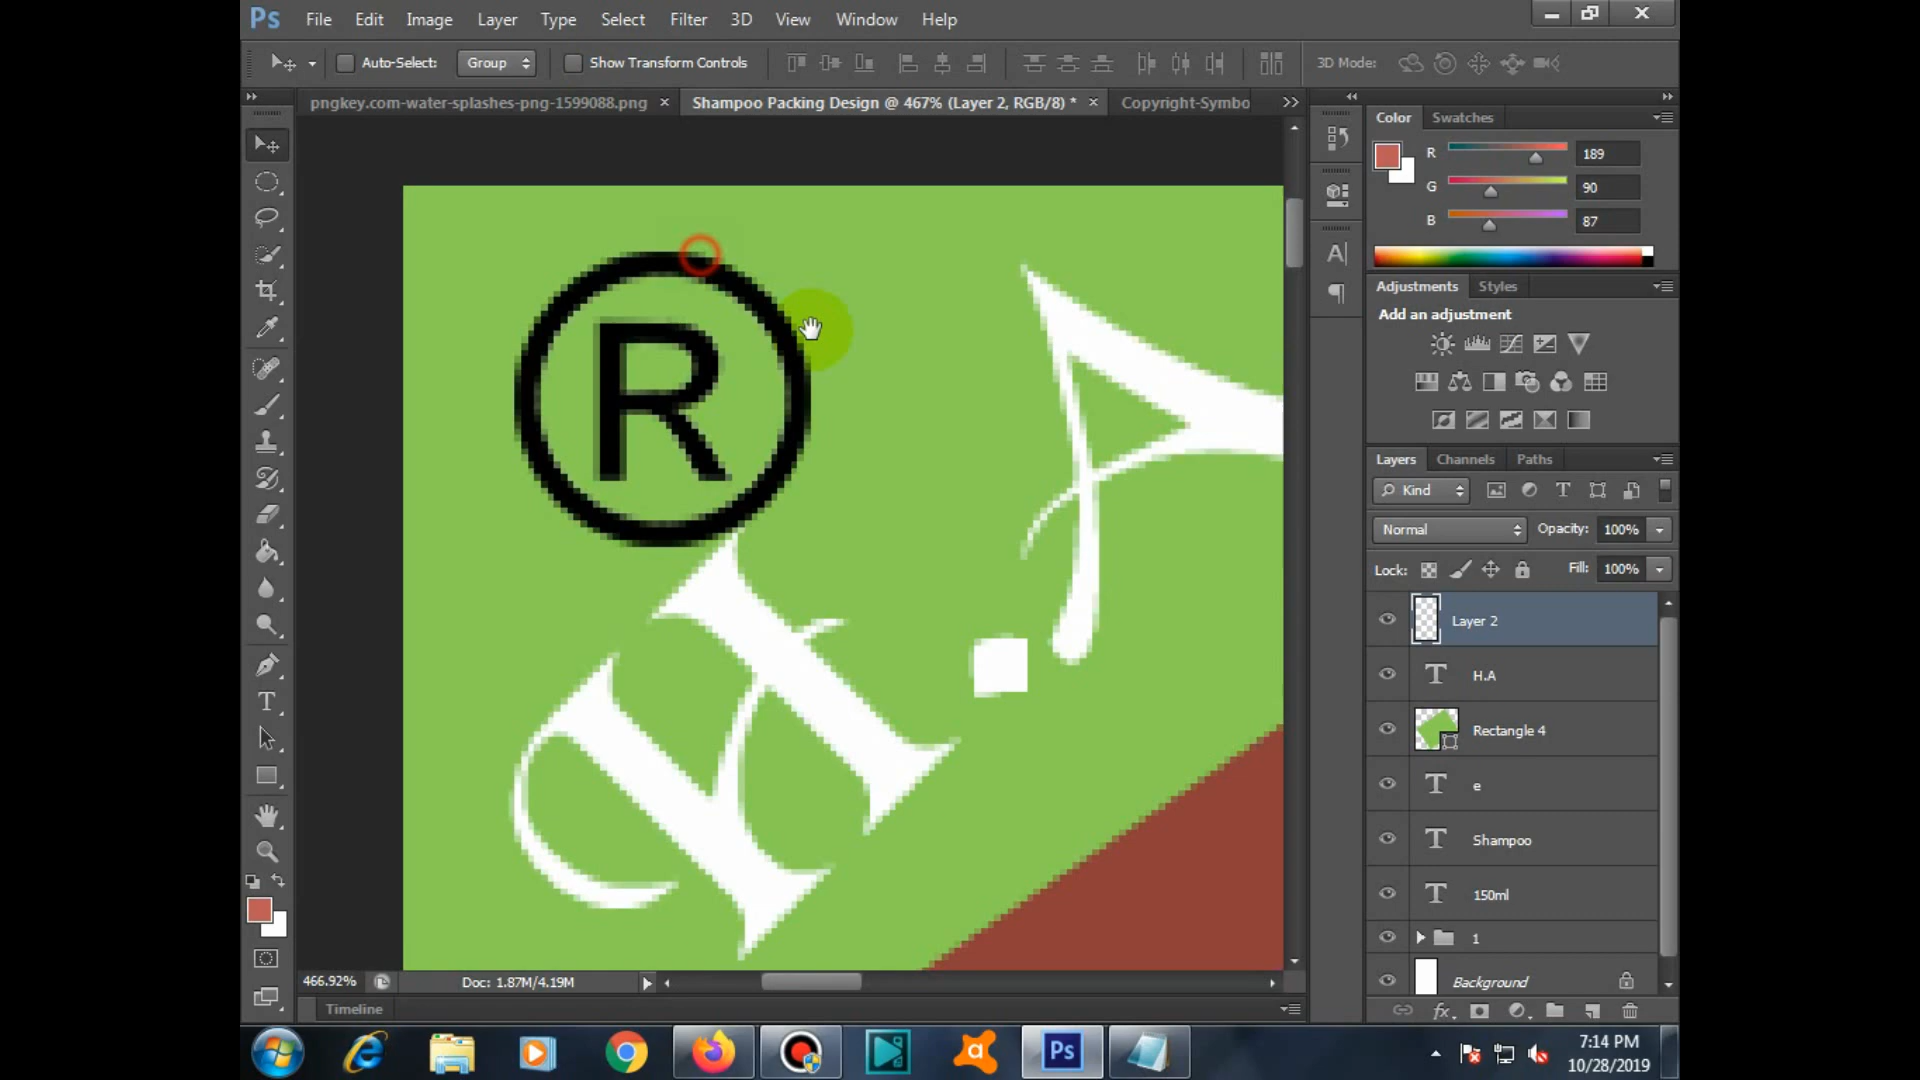 Ps File Edit Image Layer Type Select Filter 3D View Window Help
Auto-Select: Group Show Transform Controls 3D Mode:
pngkey.com-water-splashes-png-1599088.png × Shampoo Packing Design @ 467% (Layer 2, RGB/8) * × Copyright-Symbo
Color Swatches
R 189
G 90
B 87
Adjustments Styles
Add an adjustment
Layers Channels Paths
Kind
Normal Opacity: 100%
Lock: Fill: 100%
Layer 2
T H.A
Rectangle 4
T e
T Shampoo
T 150ml
1
Background
®
H.A
466.92% Doc: 1.87M/4.19M
Timeline
Ps
7:14 PM
10/28/2019